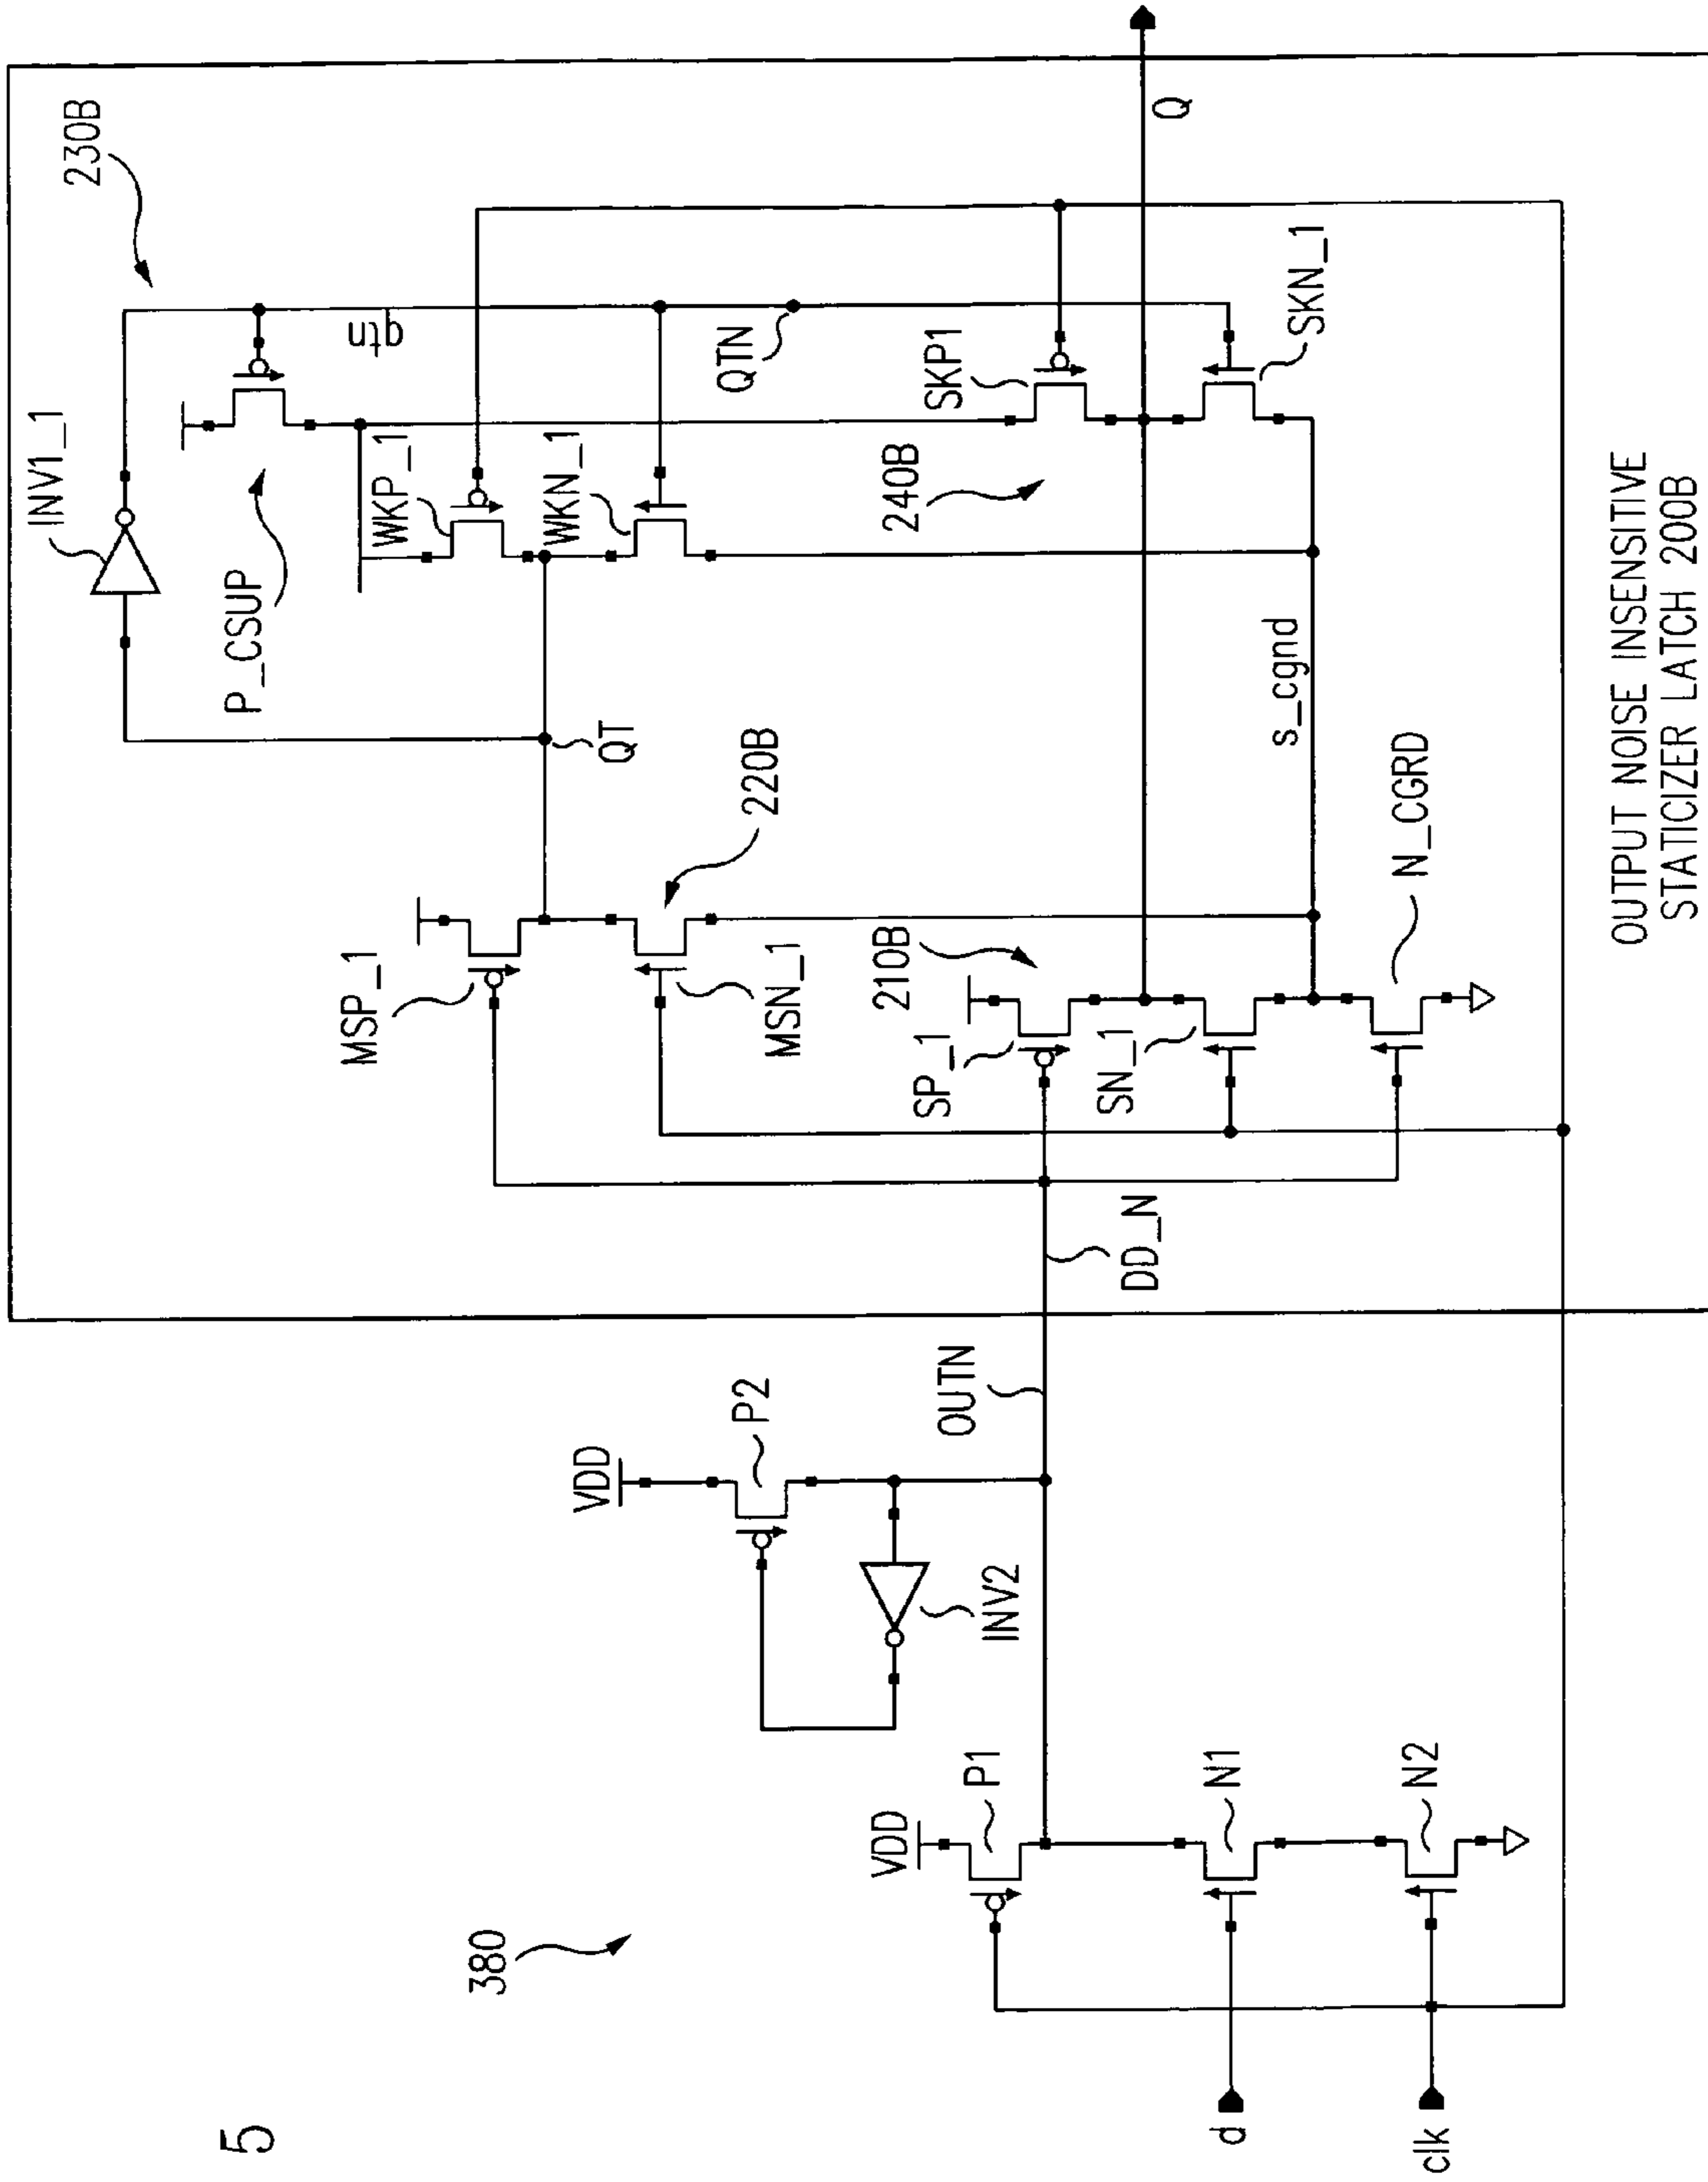 5
380
d
clk
VDD
P1
N1
N2
VDD
P2
INV2
OUTN
DD_N
MSP_1
MSN_1
220B
SP_1
210B
SN_1
N_CGRD
s_cgnd
QT
INV1_1
P_CSUP
230B
WKP_1
WKN_1
qtn
QTN
240B
SKP1
SKN_1
Q
OUTPUT NOISE INSENSITIVE
STATICIZER LATCH 200B